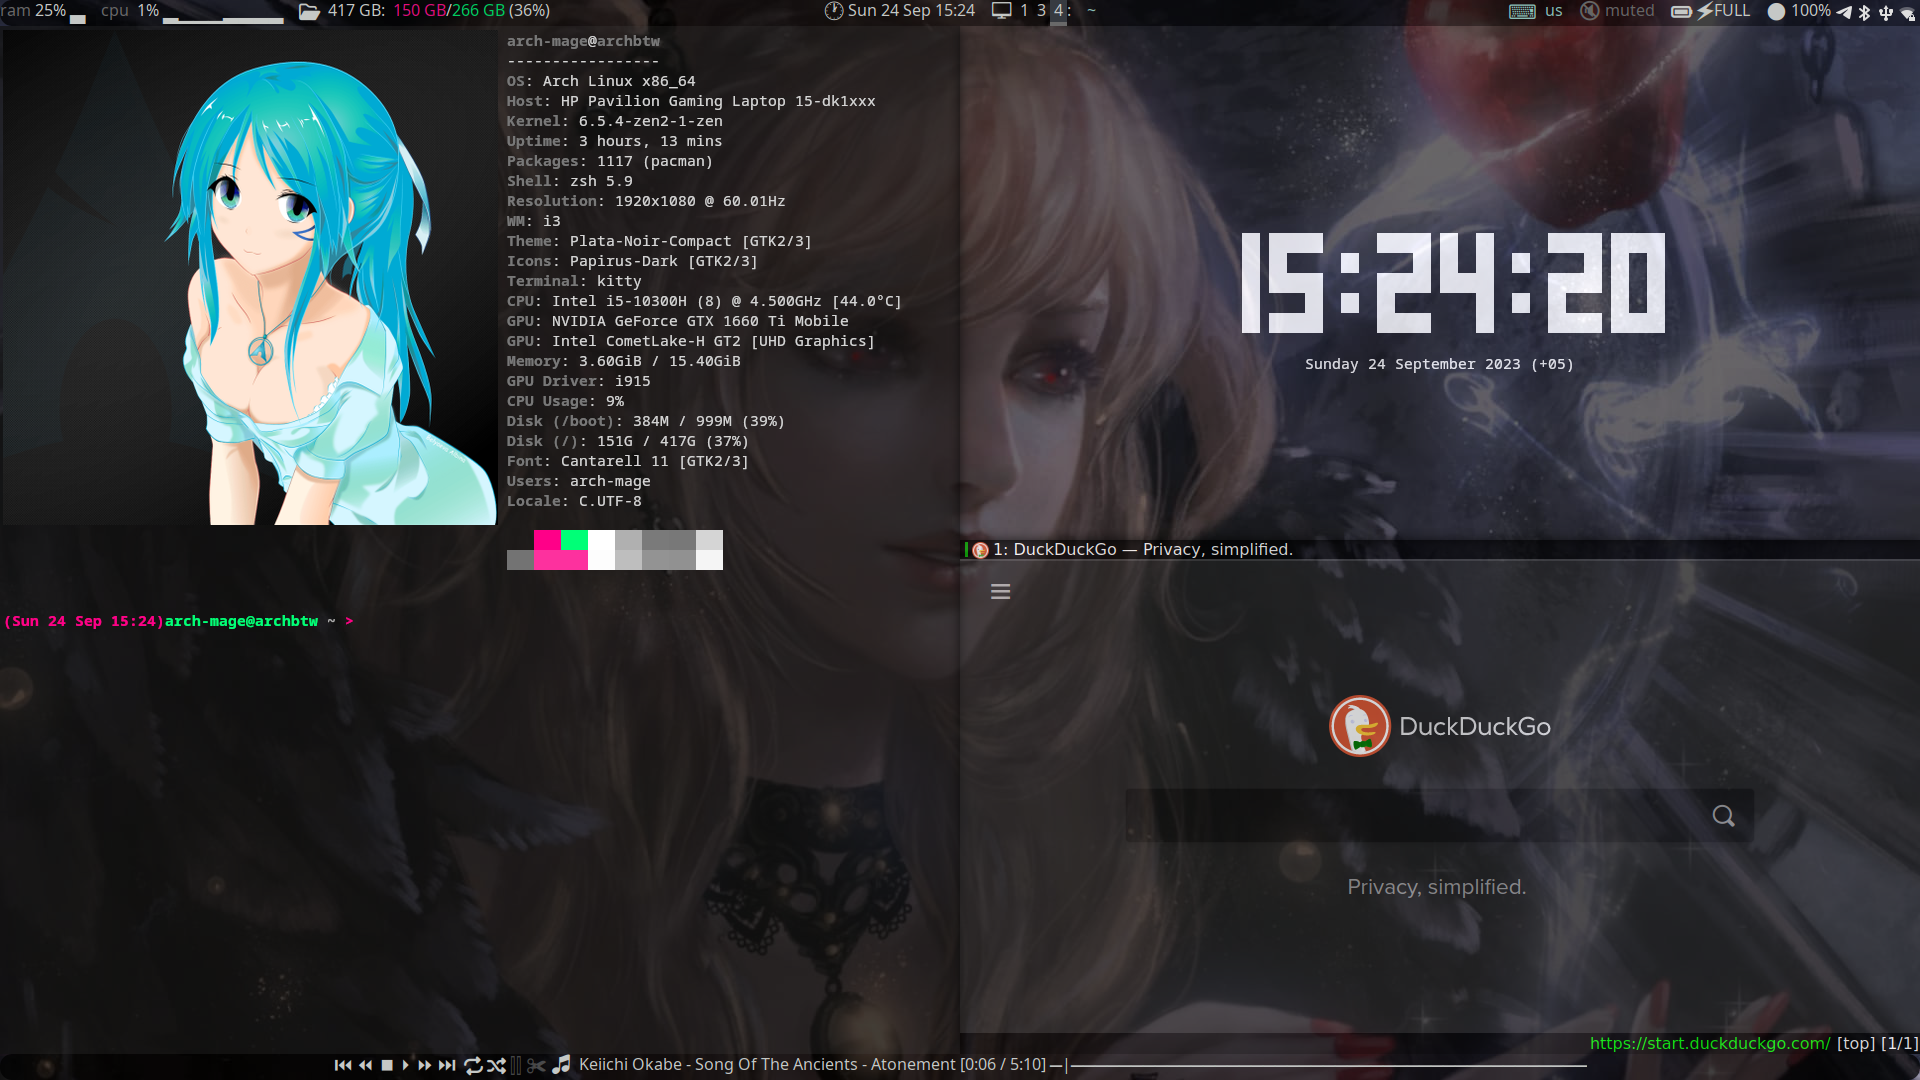 ram 25% cpu 1% 417 GB: 150 GB/266 GB (36%) Sun 24 Sep 15:24 1 3 4: ~ us muted FULL 100%
arch-mage@archbtw
-----------------
OS: Arch Linux x86_64
Host: HP Pavilion Gaming Laptop 15-dk1xxx
Kernel: 6.5.4-zen2-1-zen
Uptime: 3 hours, 13 mins
Packages: 1117 (pacman)
Shell: zsh 5.9
Resolution: 1920x1080 @ 60.01Hz
WM: i3
Theme: Plata-Noir-Compact [GTK2/3]
Icons: Papirus-Dark [GTK2/3]
Terminal: kitty
CPU: Intel i5-10300H (8) @ 4.500GHz [44.0°C]
GPU: NVIDIA GeForce GTX 1660 Ti Mobile
GPU: Intel CometLake-H GT2 [UHD Graphics]
Memory: 3.60GiB / 15.40GiB
GPU Driver: i915
CPU Usage: 9%
Disk (/boot): 384M / 999M (39%)
Disk (/): 151G / 417G (37%)
Font: Cantarell 11 [GTK2/3]
Users: arch-mage
Locale: C.UTF-8
(Sun 24 Sep 15:24)arch-mage@archbtw ~ >
15:24:20
Sunday 24 September 2023 (+05)
1: DuckDuckGo — Privacy, simplified.
DuckDuckGo
Privacy, simplified.
https://start.duckduckgo.com/ [top] [1/1]
Keiichi Okabe - Song Of The Ancients - Atonement [0:06 / 5:10]